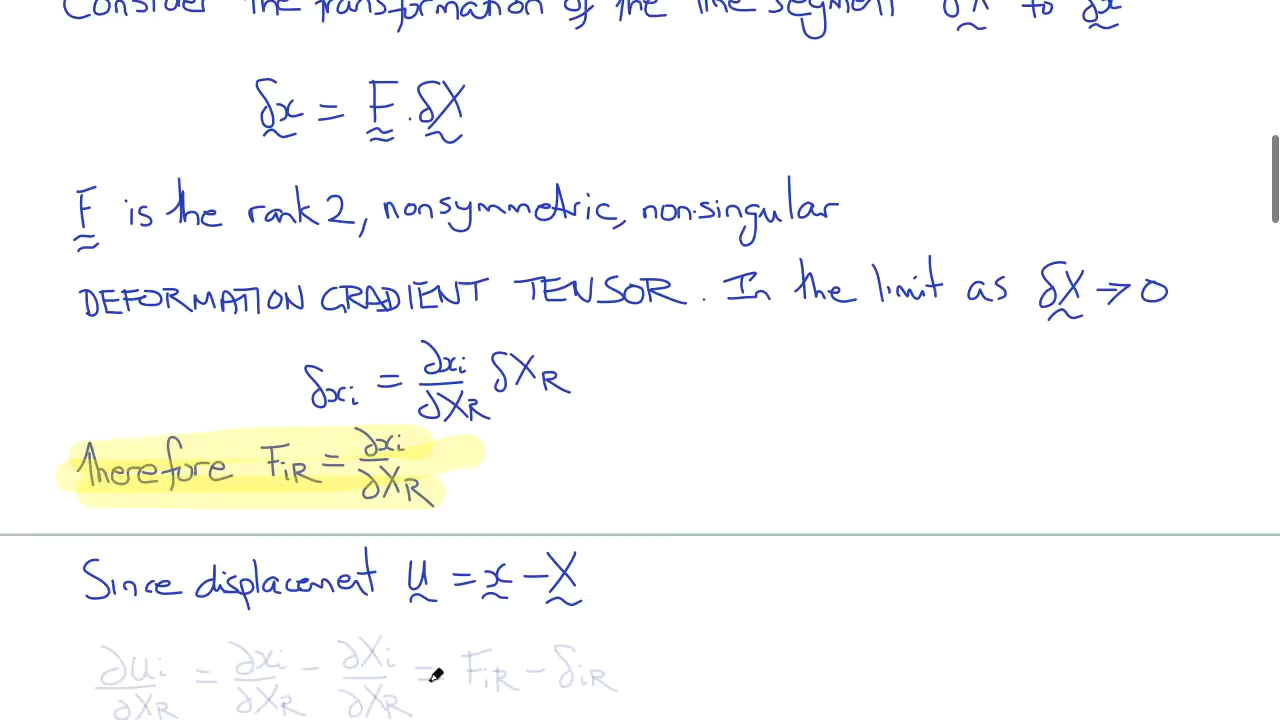 Consider the transformation of the line segment δX to δx
δx = F . δX
F is the rank 2, nonsymmetric, non-singular
DEFORMATION GRADIENT TENSOR. In the limit as δX → 0
δxi = ∂xi/∂XR δXR
therefore FiR = ∂xi/∂XR
Since displacement u = x - X
∂ui/∂XR = ∂xi/∂XR - ∂Xi/∂XR = FiR - δiR